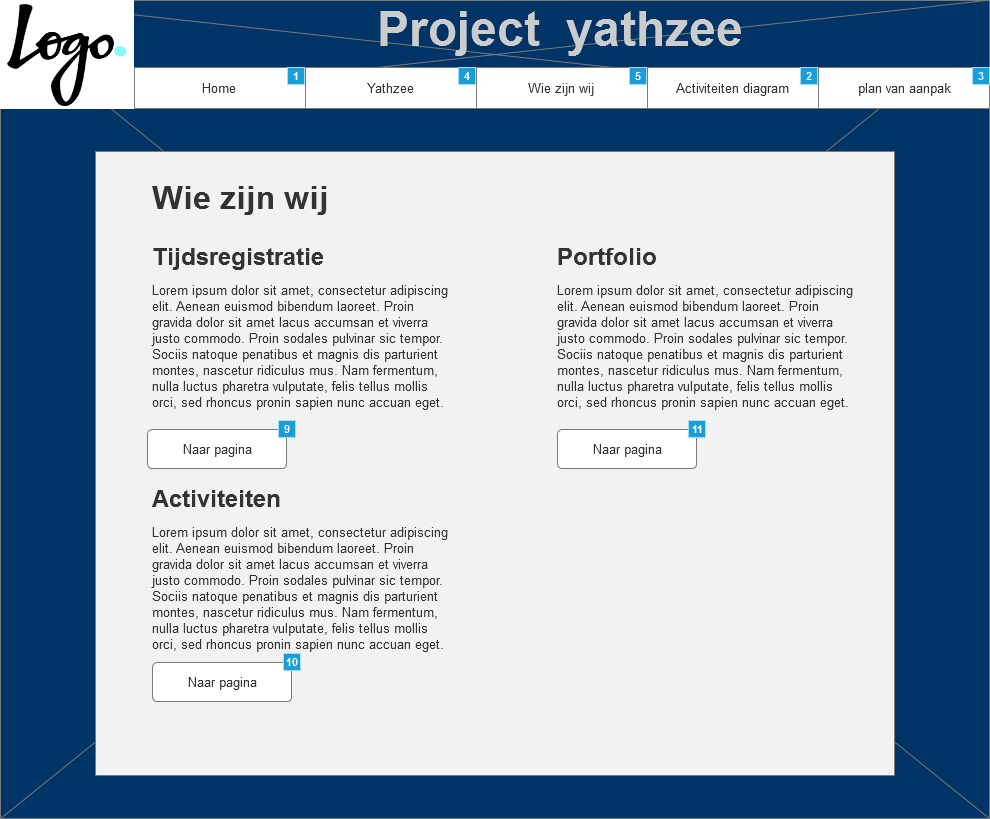 Logo.
Project yathzee
1
4
5
2
3
Home
Yathzee
Wie zijn wij
Activiteiten diagram
plan van aanpak
Wie zijn wij
Tijdsregistratie
Lorem ipsum dolor sit amet, consectetur adipiscing
elit. Aenean euismod bibendum laoreet. Proin
gravida dolor sit amet lacus accumsan et viverra
justo commodo. Proin sodales pulvinar sic tempor.
Sociis natoque penatibus et magnis dis parturient
montes, nascetur ridiculus mus. Nam fermentum,
nulla luctus pharetra vulputate, felis tellus mollis
orci, sed rhoncus pronin sapien nunc accuan eget.
9
Naar pagina
Portfolio
Lorem ipsum dolor sit amet, consectetur adipiscing
elit. Aenean euismod bibendum laoreet. Proin
gravida dolor sit amet lacus accumsan et viverra
justo commodo. Proin sodales pulvinar sic tempor.
Sociis natoque penatibus et magnis dis parturient
montes, nascetur ridiculus mus. Nam fermentum,
nulla luctus pharetra vulputate, felis tellus mollis
orci, sed rhoncus pronin sapien nunc accuan eget.
11
Naar pagina
Activiteiten
Lorem ipsum dolor sit amet, consectetur adipiscing
elit. Aenean euismod bibendum laoreet. Proin
gravida dolor sit amet lacus accumsan et viverra
justo commodo. Proin sodales pulvinar sic tempor.
Sociis natoque penatibus et magnis dis parturient
montes, nascetur ridiculus mus. Nam fermentum,
nulla luctus pharetra vulputate, felis tellus mollis
orci, sed rhoncus pronin sapien nunc accuan eget.
10
Naar pagina